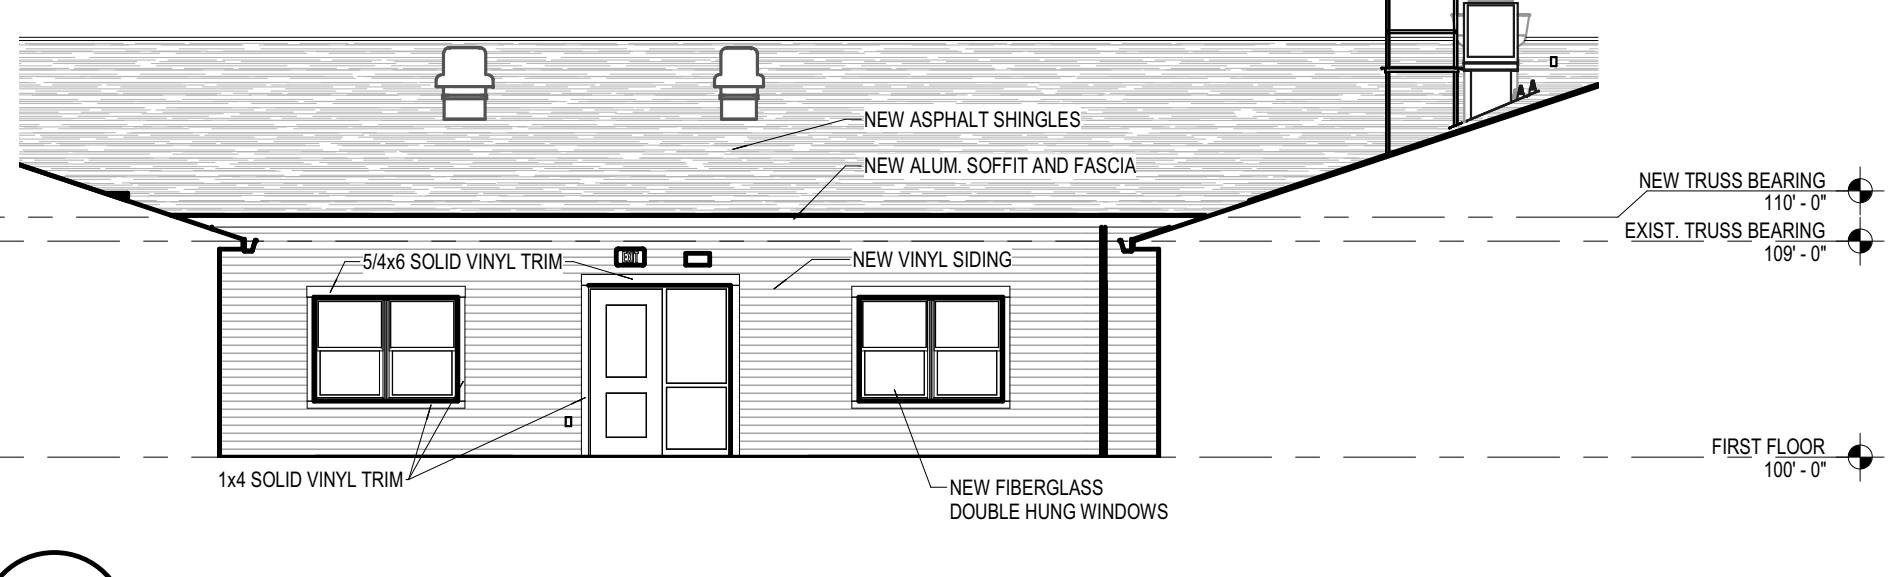 NEW ASPHALT SHINGLES
NEW ALUM. SOFFIT AND FASCIA
NEW TRUSS BEARING
110' - 0"
EXIST. TRUSS BEARING
109' - 0"
EXIT
5/4x6 SOLID VINYL TRIM
NEW VINYL SIDING
FIRST FLOOR
100' - 0"
1x4 SOLID VINYL TRIM
NEW FIBERGLASS
DOUBLE HUNG WINDOWS